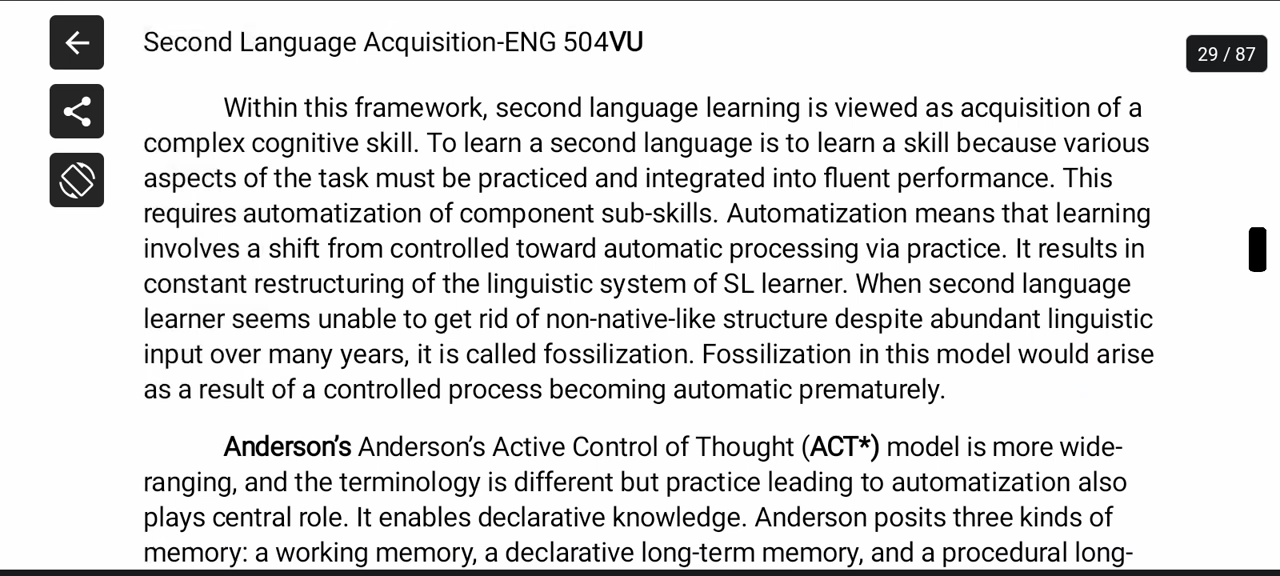 Second Language Acquisition-ENG 504VU
29 / 87
Within this framework, second language learning is viewed as acquisition of a
complex cognitive skill. To learn a second language is to learn a skill because various
aspects of the task must be practiced and integrated into fluent performance. This
requires automatization of component sub-skills. Automatization means that learning
involves a shift from controlled toward automatic processing via practice. It results in
constant restructuring of the linguistic system of SL learner. When second language
learner seems unable to get rid of non-native-like structure despite abundant linguistic
input over many years, it is called fossilization. Fossilization in this model would arise
as a result of a controlled process becoming automatic prematurely.
Anderson's Anderson's Active Control of Thought (ACT*) model is more wide-
ranging, and the terminology is different but practice leading to automatization also
plays central role. It enables declarative knowledge. Anderson posits three kinds of
memory: a working memory, a declarative long-term memory, and a procedural long-